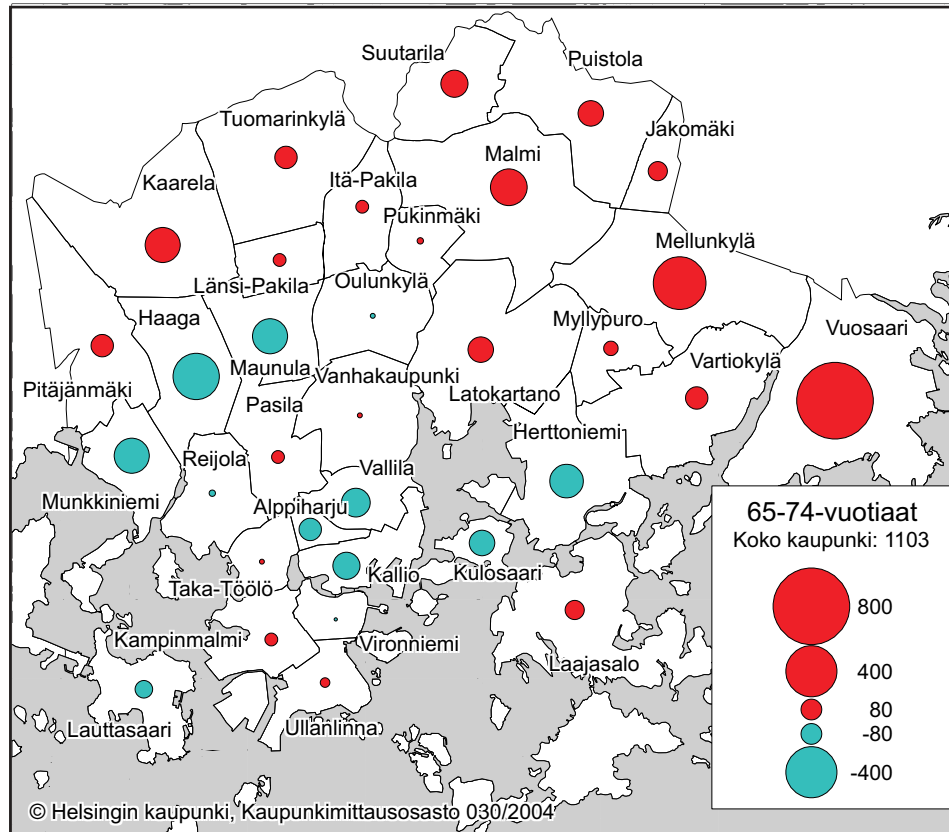 Suutarila
Puistola
Tuomarinkylä
Jakomäki
Malmi
Itä-Pakila
Kaarela
Pukinmäki
Mellunkylä
Länsi-Pakila
Oulunkylä
Haaga
Myllypuro
Vuosaari
Maunula
Vartiokylä
Vanhakaupunki
Pitäjänmäki
Pasila
Latokartano
Herttoniemi
Reijola
Vallila
Munkkiniemi
Alppiharju
65-74-vuotiaat
Koko kaupunki: 1103
Kallio
Kulosaari
Taka-Töölö
800
Kampinmalmi
Vironniemi
Laajasalo
400
80
Lauttasaari
Ullanlinna
-80
-400
© Helsingin kaupunki, Kaupunkimittausosasto 030/2004